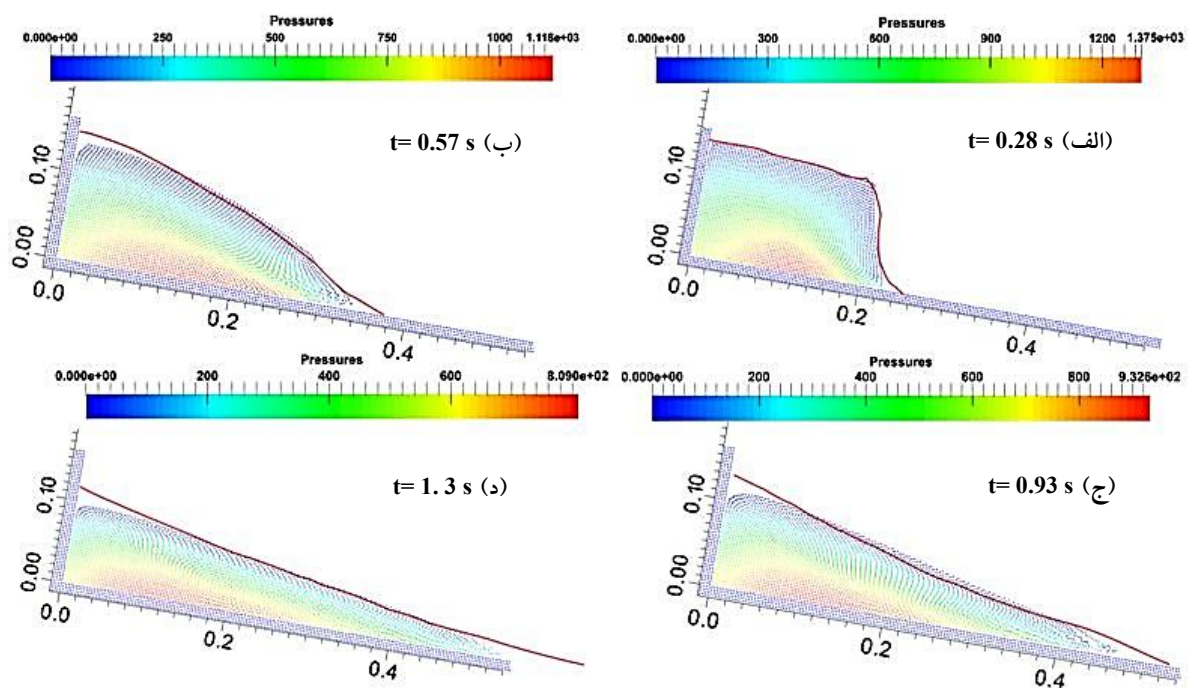 Pressures
0.000e+00 250 500 750 1000 1.116e+03
(ب) t= 0.57 s
0.10
0.00
0.0
0.2
0.4
Pressures
0.000e+00 300 600 900 1200 1.375e+03
(الف) t= 0.28 s
0.10
0.00
0.0
0.2
0.4
Pressures
0.000e+00 200 400 600 8.090e+02
(د) t= 1. 3 s
0.10
0.00
0.0
0.2
0.4
Pressures
0.000e+00 200 400 600 800 9.326e+02
(ج) t= 0.93 s
0.10
0.00
0.0
0.2
0.4